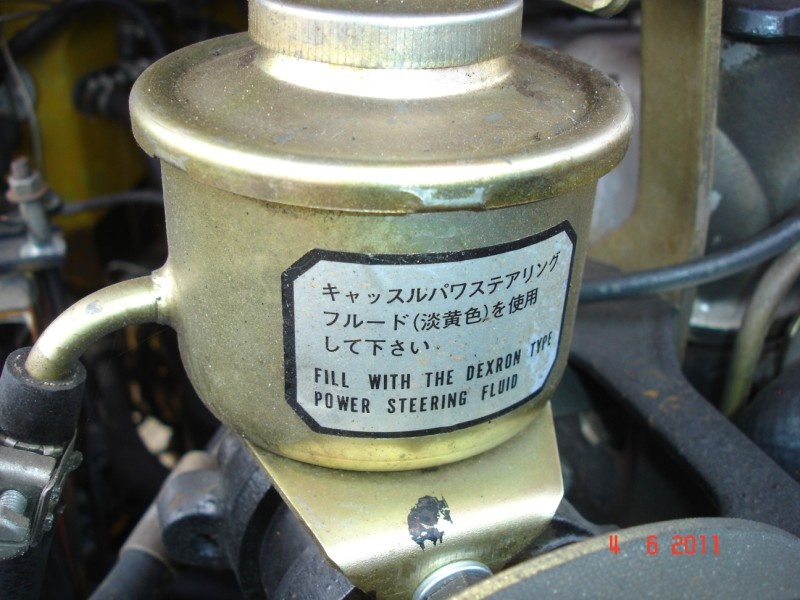 キャッスルパワステアリング
フルード(淡黄色)を使用
して下さい.
FILL WITH THE DEXRON TYPE
POWER STEERING FLUID
4 6 2011